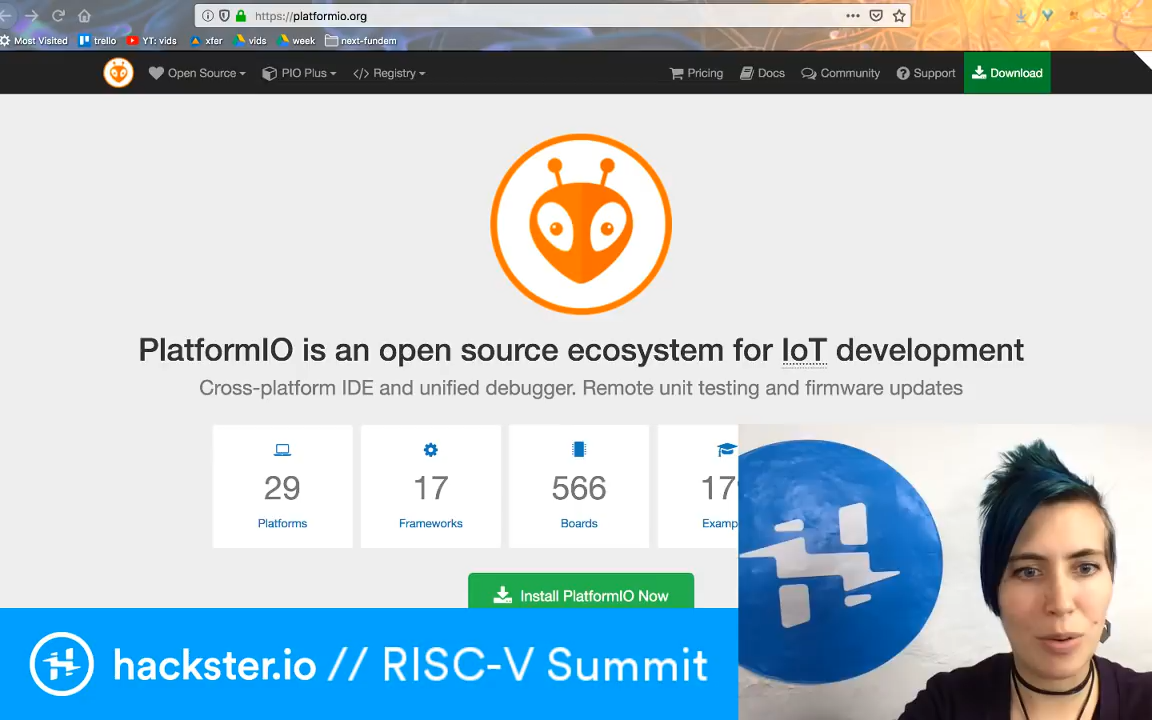 https://platformio.org
Most Visited trello YT: vids xfer vids week next-fundem
Open Source PIO Plus </> Registry Pricing Docs Community Support Download
PlatformIO is an open source ecosystem for IoT development
Cross-platform IDE and unified debugger. Remote unit testing and firmware updates
29 17 566 17
Platforms Frameworks Boards Examp
Install PlatformIO Now
hackster.io // RISC-V Summit